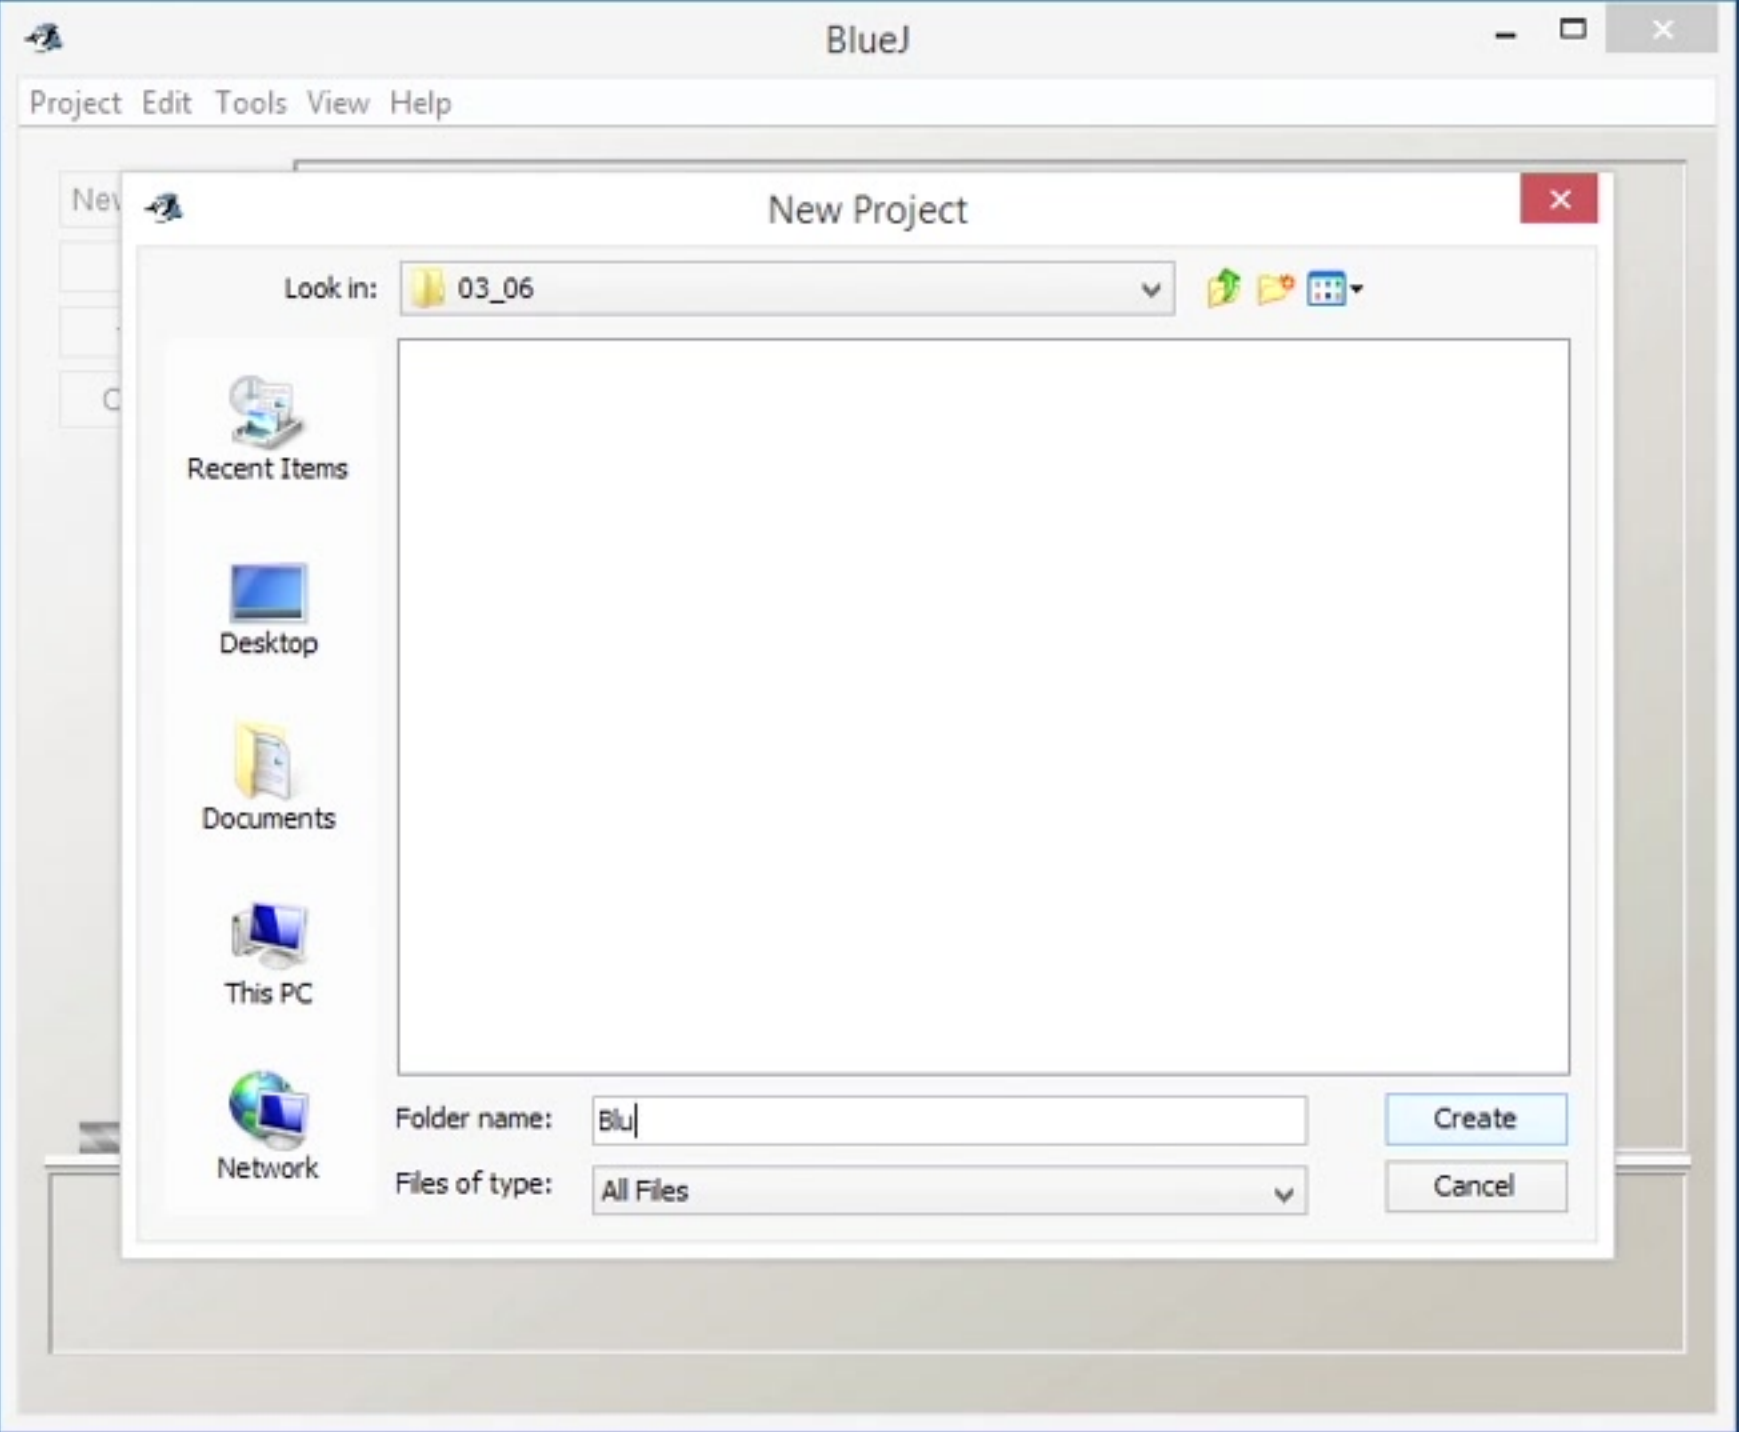 BlueJ
Project Edit Tools View Help
New Project
Look in: 03_06
Recent Items
Desktop
Documents
This PC
Network
Folder name: Blu Create
Files of type: All Files Cancel